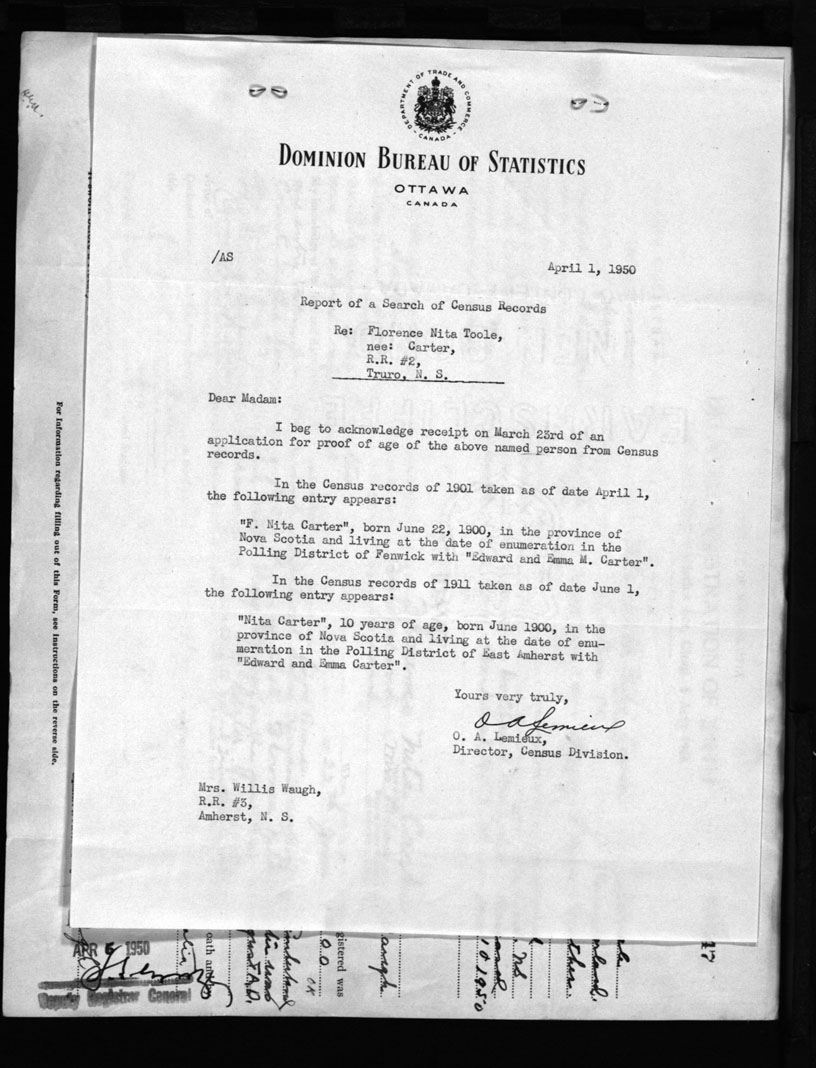 DEPARTMENT OF TRADE AND COMMERCE
CANADA
DOMINION BUREAU OF STATISTICS
OTTAWA
CANADA
/AS
April 1, 1950
Report of a Search of Census Records
Re: Florence Nita Toole,
nee: Carter,
R.R. #2,
Truro, N. S.
Dear Madam:
I beg to acknowledge receipt on March 23rd of an
application for proof of age of the above named person from Census
records.
In the Census records of 1901 taken as of date April 1,
the following entry appears:
"F. Nita Carter", born June 22, 1900, in the province of
Nova Scotia and living at the date of enumeration in the
Polling District of Fenwick with "Edward and Emma M. Carter".
In the Census records of 1911 taken as of date June 1,
the following entry appears:
"Nita Carter", 10 years of age, born June 1900, in the
province of Nova Scotia and living at the date of enu-
meration in the Polling District of East Amherst with
"Edward and Emma Carter".
Yours very truly,
O A Lemieux
O. A. Lemieux,
Director, Census Division.
Mrs. Willis Waugh,
R.R. #3,
Amherst, N. S.
For Information regarding filling out of this Form, see Instructions on the reverse side.
APR 5 1950
Deputy Registrar General
oath
gistered was
OK
10 1950
17